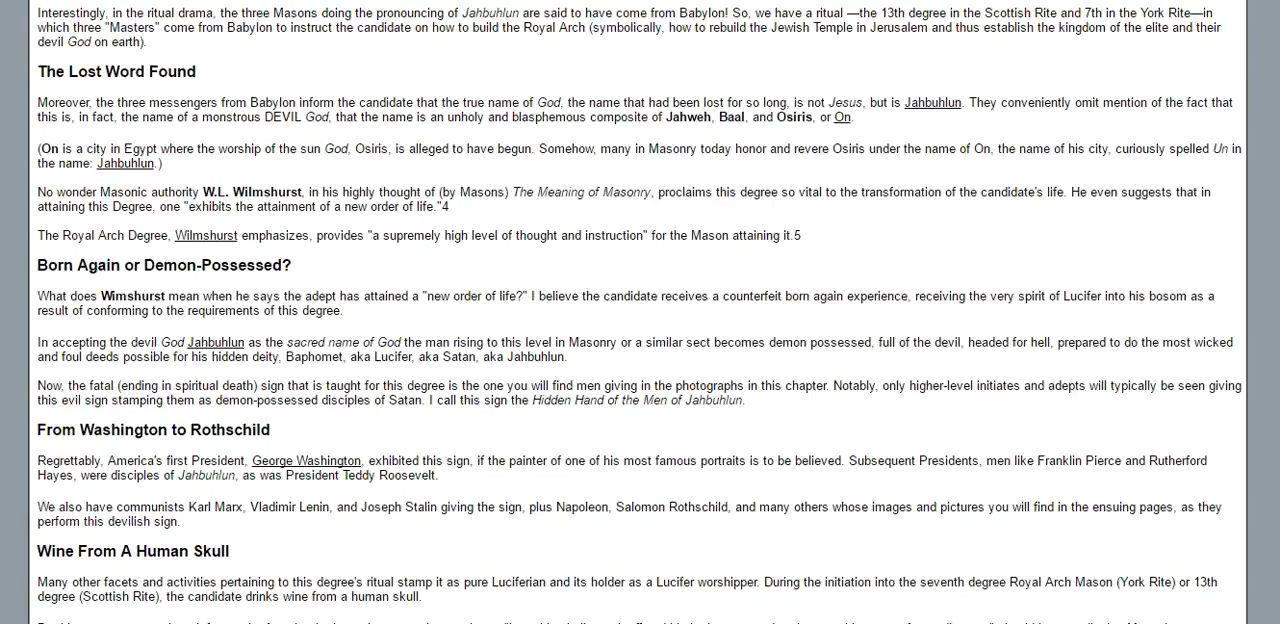 Interestingly, in the ritual drama, the three Masons doing the pronouncing of Jahbuhlun are said to have come from Babylon! So, we have a ritual —the 13th degree in the Scottish Rite and 7th in the York Rite—in
which three "Masters" come from Babylon to instruct the candidate on how to build the Royal Arch (symbolically, how to rebuild the Jewish Temple in Jerusalem and thus establish the kingdom of the elite and their
devil God on earth).
The Lost Word Found
Moreover, the three messengers from Babylon inform the candidate that the true name of God, the name that had been lost for so long, is not Jesus, but is Jahbuhlun. They conveniently omit mention of the fact that
this is, in fact, the name of a monstrous DEVIL God, that the name is an unholy and blasphemous composite of Jahweh, Baal, and Osiris, or On.
(On is a city in Egypt where the worship of the sun God, Osiris, is alleged to have begun. Somehow, many in Masonry today honor and revere Osiris under the name of On, the name of his city, curiously spelled Un in
the name: Jahbuhlun.)
No wonder Masonic authority W.L. Wilmshurst, in his highly thought of (by Masons) The Meaning of Masonry, proclaims this degree so vital to the transformation of the candidate's life. He even suggests that in
attaining this Degree, one "exhibits the attainment of a new order of life."4
The Royal Arch Degree, Wilmshurst emphasizes, provides "a supremely high level of thought and instruction" for the Mason attaining it.5
Born Again or Demon-Possessed?
What does Wimshurst mean when he says the adept has attained a "new order of life?" I believe the candidate receives a counterfeit born again experience, receiving the very spirit of Lucifer into his bosom as a
result of conforming to the requirements of this degree.
In accepting the devil God Jahbuhlun as the sacred name of God the man rising to this level in Masonry or a similar sect becomes demon possessed, full of the devil, headed for hell, prepared to do the most wicked
and foul deeds possible for his hidden deity, Baphomet, aka Lucifer, aka Satan, aka Jahbuhlun.
Now, the fatal (ending in spiritual death) sign that is taught for this degree is the one you will find men giving in the photographs in this chapter. Notably, only higher-level initiates and adepts will typically be seen giving
this evil sign stamping them as demon-possessed disciples of Satan. I call this sign the Hidden Hand of the Men of Jahbuhlun.
From Washington to Rothschild
Regrettably, America's first President, George Washington, exhibited this sign, if the painter of one of his most famous portraits is to be believed. Subsequent Presidents, men like Franklin Pierce and Rutherford
Hayes, were disciples of Jahbuhlun, as was President Teddy Roosevelt.
We also have communists Karl Marx, Vladimir Lenin, and Joseph Stalin giving the sign, plus Napoleon, Salomon Rothschild, and many others whose images and pictures you will find in the ensuing pages, as they
perform this devilish sign.
Wine From A Human Skull
Many other facets and activities pertaining to this degree's ritual stamp it as pure Luciferian and its holder as a Lucifer worshipper. During the initiation into the seventh degree Royal Arch Mason (York Rite) or 13th
degree (Scottish Rite), the candidate drinks wine from a human skull.